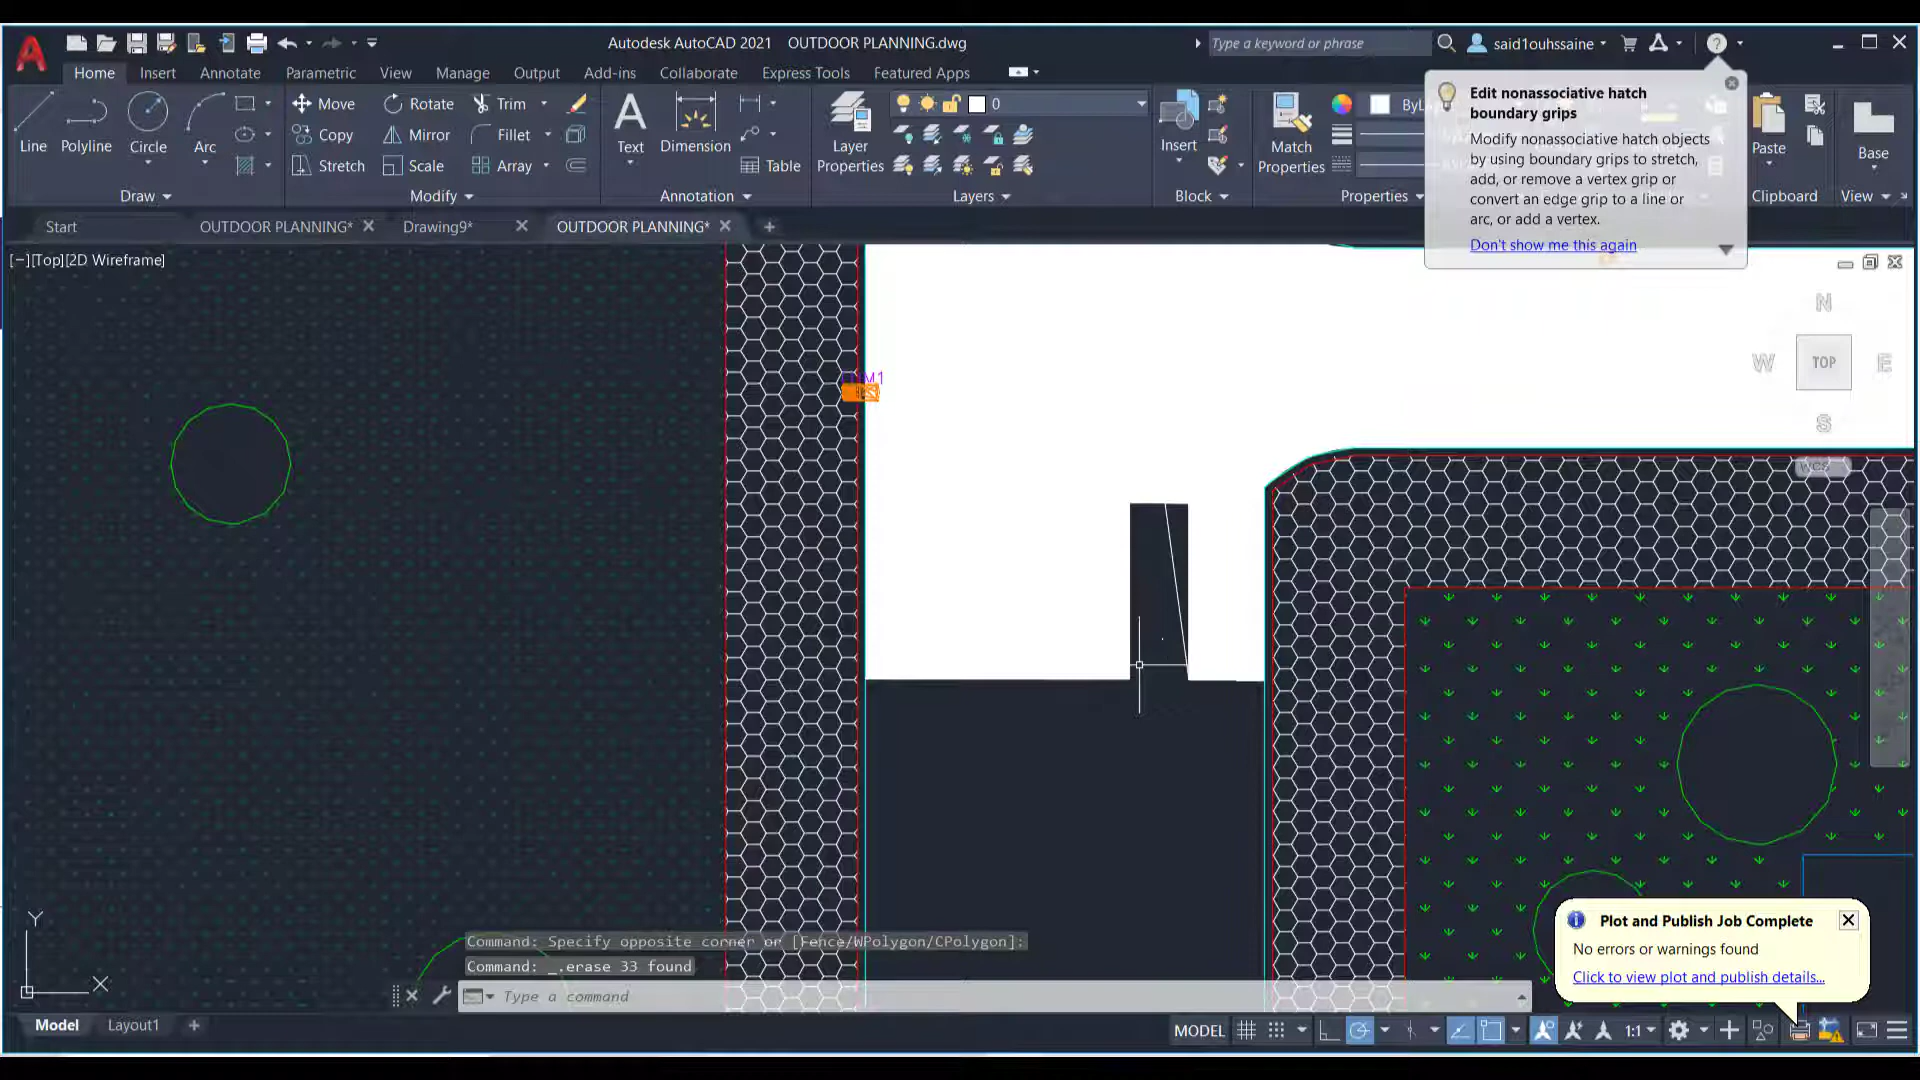 Autodesk AutoCAD 2021 OUTDOOR PLANNING.dwg
Type a keyword or phrase
said1ouhssaine
Home Insert Annotate Parametric View Manage Output Add-ins Collaborate Express Tools Featured Apps
Line Polyline Circle Arc
Move Rotate Trim
Copy Mirror Fillet
Stretch Scale Array
Text Dimension
Table
Layer Properties
0
Insert
Match Properties
Paste
Base
Draw Modify Annotation Layers Block Properties Clipboard View
Edit nonassociative hatch
boundary grips
Modify nonassociative hatch objects
by using boundary grips to stretch,
add, or remove a vertex grip or
convert an edge grip to a line or
arc, or add a vertex.
Don't show me this again
Start OUTDOOR PLANNING* Drawing9* OUTDOOR PLANNING*
[−][Top][2D Wireframe]
N
W TOP E
S
WCS
Y
X
Command: Specify opposite corner or [Fence/WPolygon/CPolygon]:
Command: _.erase 33 found
Type a command
Plot and Publish Job Complete
No errors or warnings found
Click to view plot and publish details...
Model Layout1 +
MODEL
1:1